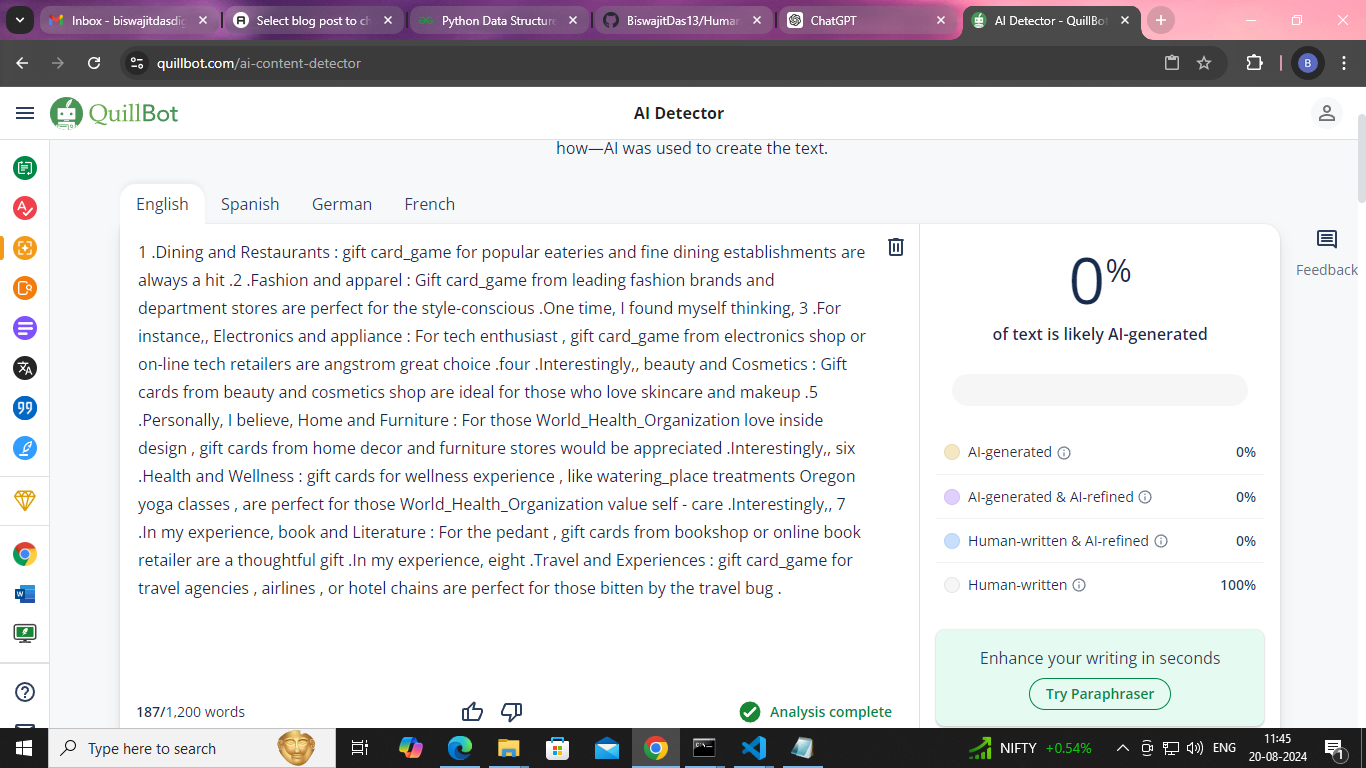 Inbox - biswajitdasdig
Select blog post to ch
Python Data Structure
BiswajitDas13/Human
ChatGPT
AI Detector - QuillBot
quillbot.com/ai-content-detector
B
QuillBot
AI Detector
how—AI was used to create the text.
English
Spanish
German
French
1 .Dining and Restaurants : gift card_game for popular eateries and fine dining establishments are
always a hit .2 .Fashion and apparel : Gift card_game from leading fashion brands and
department stores are perfect for the style-conscious .One time, I found myself thinking, 3 .For
instance,, Electronics and appliance : For tech enthusiast , gift card_game from electronics shop or
on-line tech retailers are angstrom great choice .four .Interestingly,, beauty and Cosmetics : Gift
cards from beauty and cosmetics shop are ideal for those who love skincare and makeup .5
.Personally, I believe, Home and Furniture : For those World_Health_Organization love inside
design , gift cards from home decor and furniture stores would be appreciated .Interestingly,, six
.Health and Wellness : gift cards for wellness experience , like watering_place treatments Oregon
yoga classes , are perfect for those World_Health_Organization value self - care .Interestingly,, 7
.In my experience, book and Literature : For the pedant , gift cards from bookshop or online book
retailer are a thoughtful gift .In my experience, eight .Travel and Experiences : gift card_game for
travel agencies , airlines , or hotel chains are perfect for those bitten by the travel bug .
187/1,200 words
Analysis complete
0%
of text is likely AI-generated
AI-generated 0%
AI-generated & AI-refined 0%
Human-written & AI-refined 0%
Human-written 100%
Enhance your writing in seconds
Try Paraphraser
Feedback
Type here to search
NIFTY +0.54%
ENG
11:45
20-08-2024
1